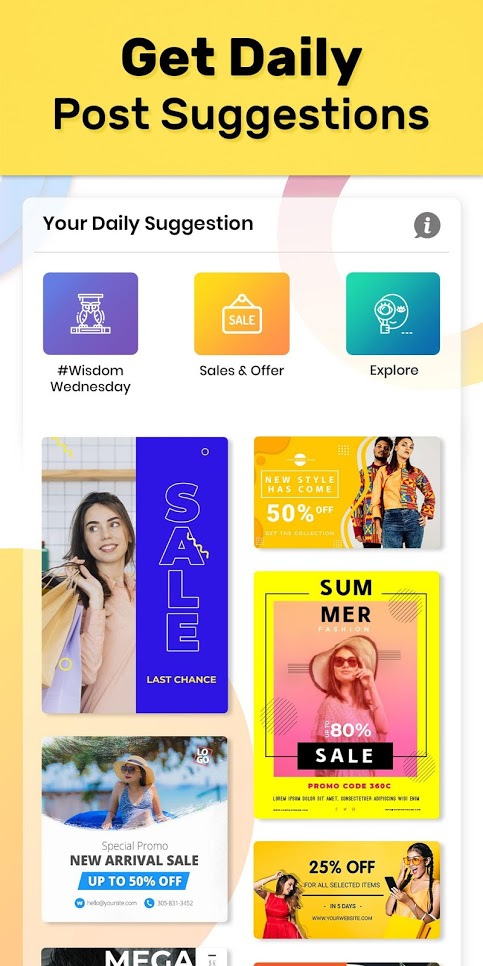 Get Daily
Post Suggestions
Your Daily Suggestion
i
#Wisdom
Wednesday
SALE
Sales & Offer
Explore
SALE
LAST CHANCE
NEW STYLE
HAS COME
50% OFF
GET THE COLLECTION
SUM
MER
FASHION
UP TO 80%
SALE
PROMO CODE 360C
LOREM IPSUM DOLOR SIT AMET, CONSECTETUER ADIPISCING WISI ENIM
LO
GO
Special Promo
NEW ARRIVAL SALE
UP TO 50% OFF
hello@yoursite.com
305-831-3452
25% OFF
FOR ALL SELECTED ITEMS
- IN 5 DAYS -
WWW.YOURWEBSITE.COM
MEGA